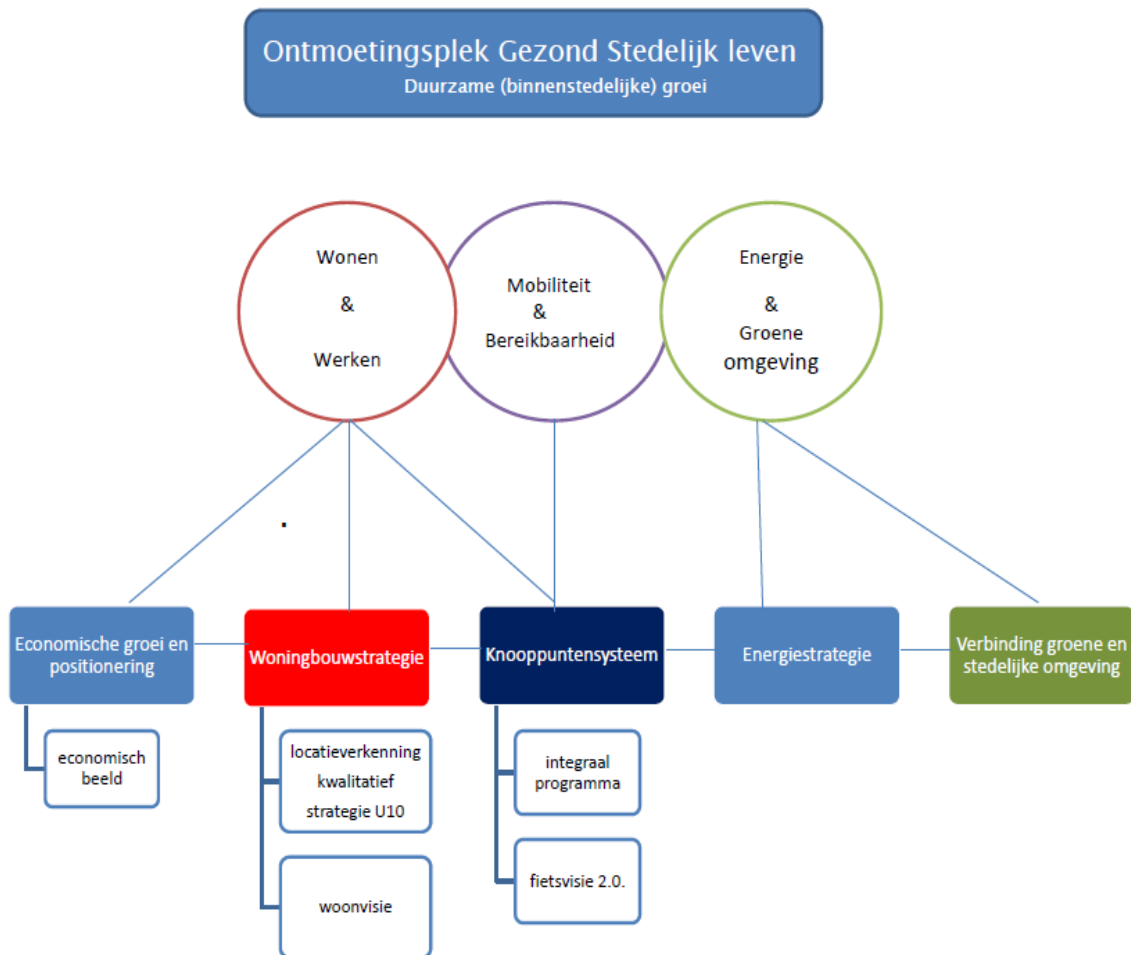 Ontmoetingsplek Gezond Stedelijk leven
Duurzame (binnenstedelijke) groei
Wonen
&
Werken
Mobiliteit
&
Bereikbaarheid
Energie
&
Groene
omgeving
Economische groei en
positionering
Woningbouwstrategie
Knooppuntensysteem
Energiestrategie
Verbinding groene en
stedelijke omgeving
economisch
beeld
locatieverkenning
kwalitatief
strategie U10
woonvisie
integraal
programma
fietsvisie 2.0.